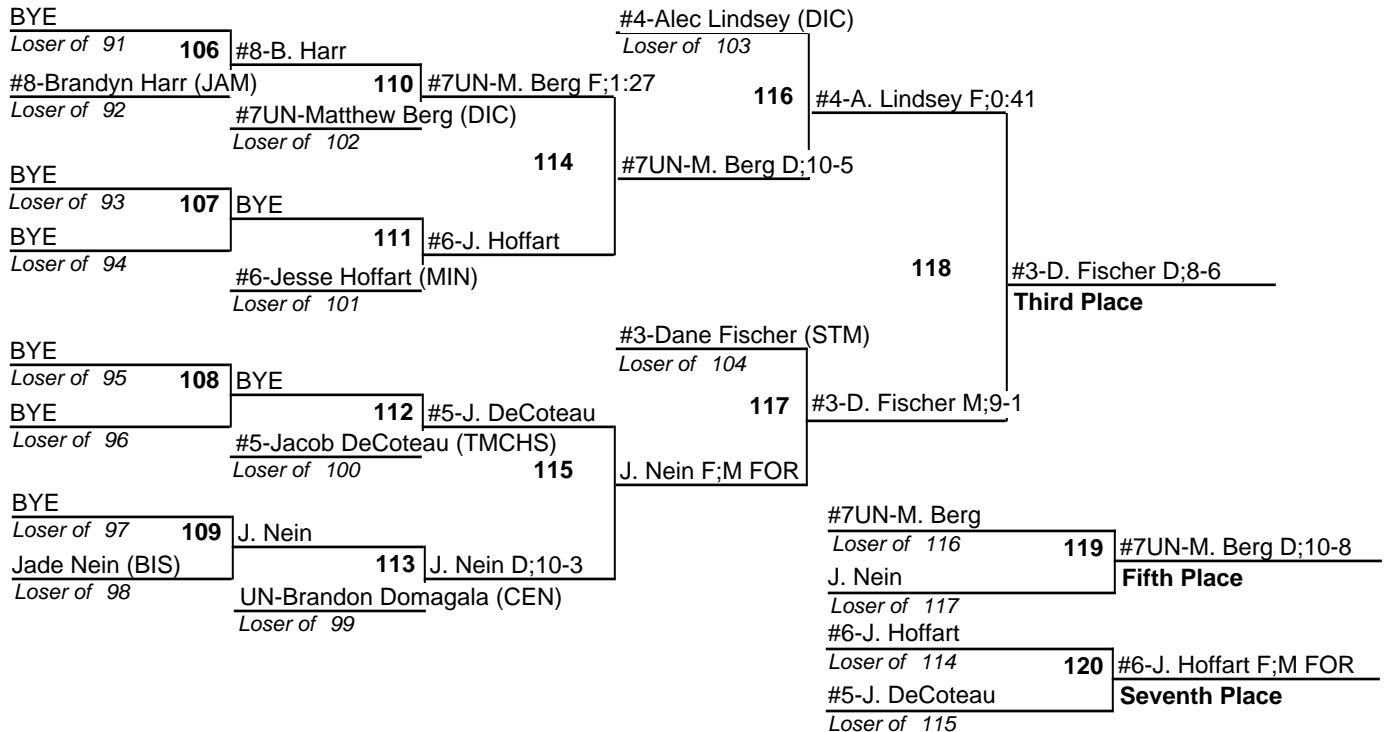 BYE
Loser of 91
106
#8-B. Harr
#8-Brandyn Harr (JAM)
Loser of 92
110
#7UN-M. Berg F;1:27
#7UN-Matthew Berg (DIC)
Loser of 102
BYE
Loser of 93
107
BYE
BYE
Loser of 94
111
#6-J. Hoffart
#6-Jesse Hoffart (MIN)
Loser of 101
114
#7UN-M. Berg D;10-5
#4-Alec Lindsey (DIC)
Loser of 103
116
#4-A. Lindsey F;0:41
BYE
Loser of 95
108
BYE
BYE
Loser of 96
112
#5-J. DeCoteau
#5-Jacob DeCoteau (TMCHS)
Loser of 100
BYE
Loser of 97
109
J. Nein
Jade Nein (BIS)
Loser of 98
113
J. Nein D;10-3
UN-Brandon Domagala (CEN)
Loser of 99
115
J. Nein F;M FOR
#3-Dane Fischer (STM)
Loser of 104
117
#3-D. Fischer M;9-1
118
#3-D. Fischer D;8-6
Third Place
#7UN-M. Berg
Loser of 116
119
#7UN-M. Berg D;10-8
Fifth Place
J. Nein
Loser of 117
#6-J. Hoffart
Loser of 114
120
#6-J. Hoffart F;M FOR
Seventh Place
#5-J. DeCoteau
Loser of 115